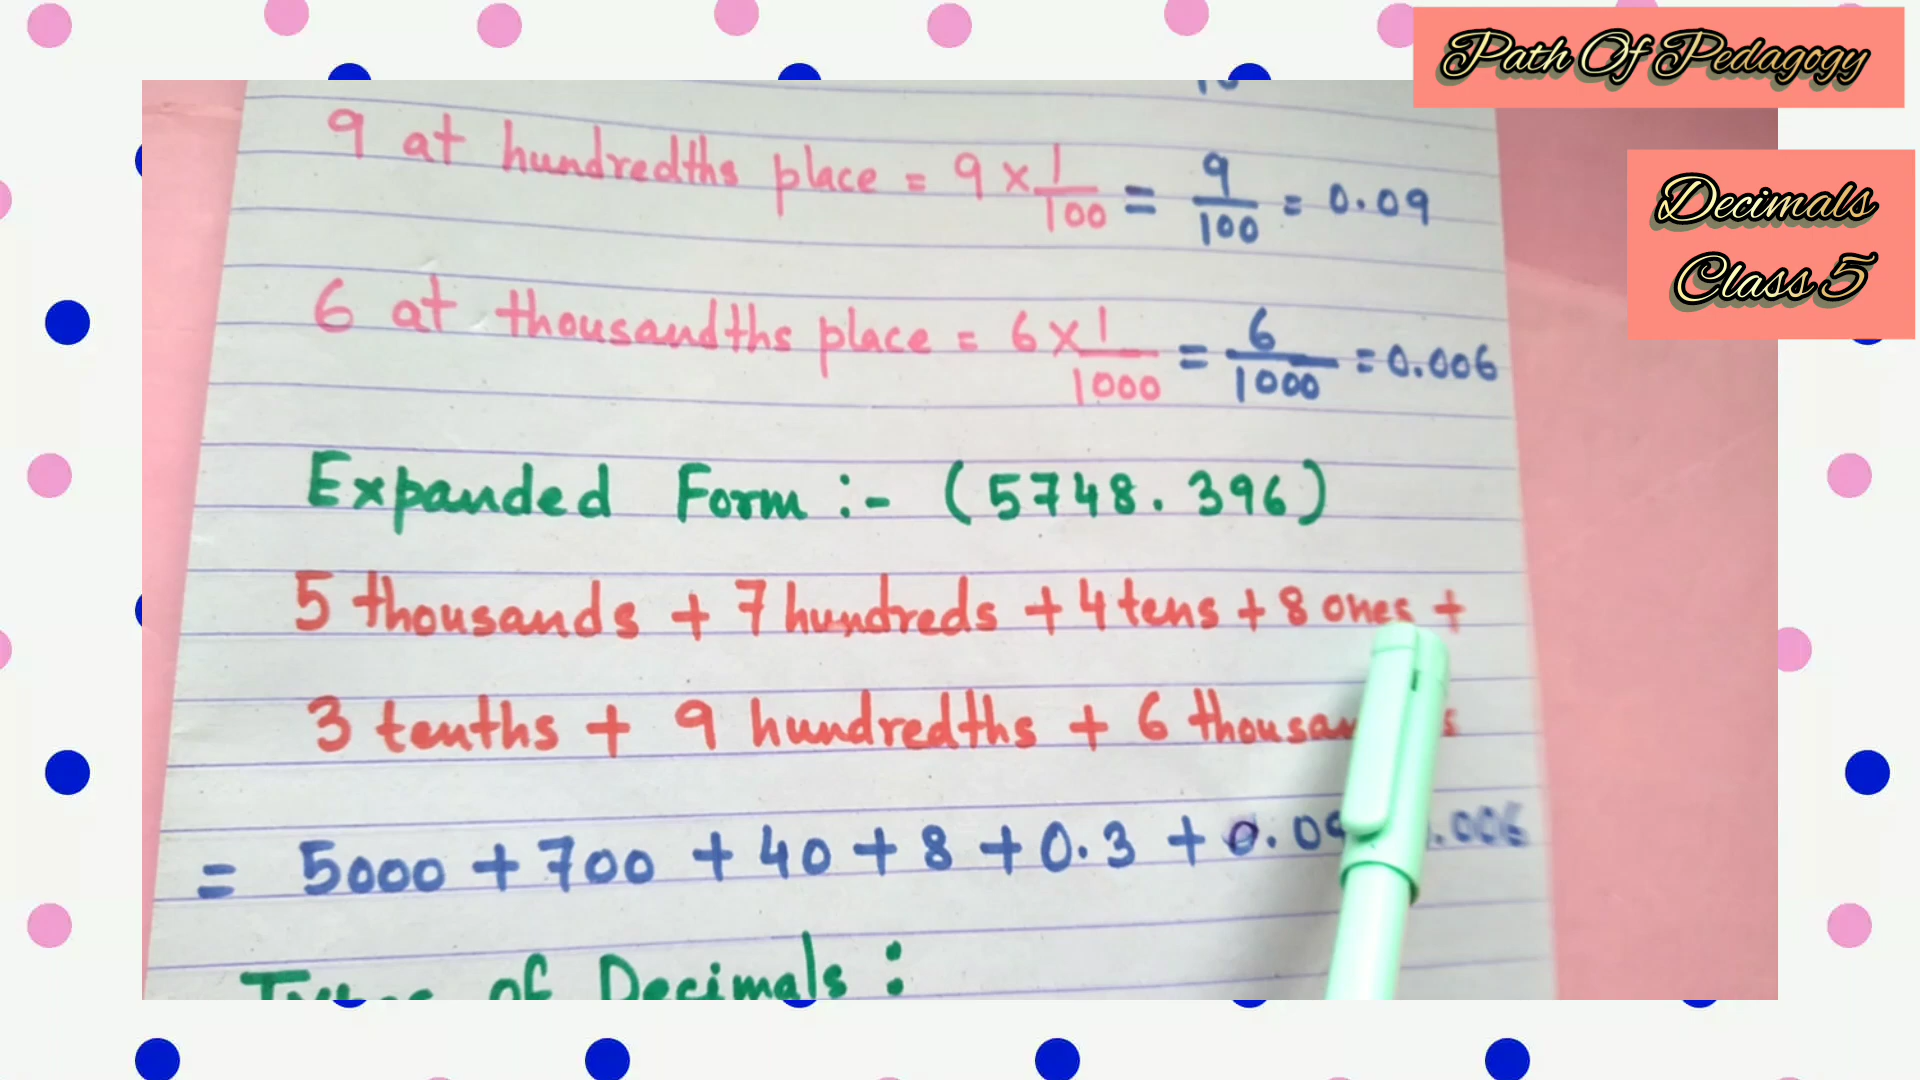 Path Of Pedagogy
Decimals
Class 5
9 at hundredths place = 9 × 1/100 = 9/100 = 0.09
6 at thousandths place = 6 × 1/1000 = 6/1000 = 0.006
Expanded Form :- (5748.396)
5 thousands + 7 hundreds + 4 tens + 8 ones +
3 tenths + 9 hundredths + 6
= 5000 + 700 + 40 + 8 + 0.3 +
Types of Decimals :